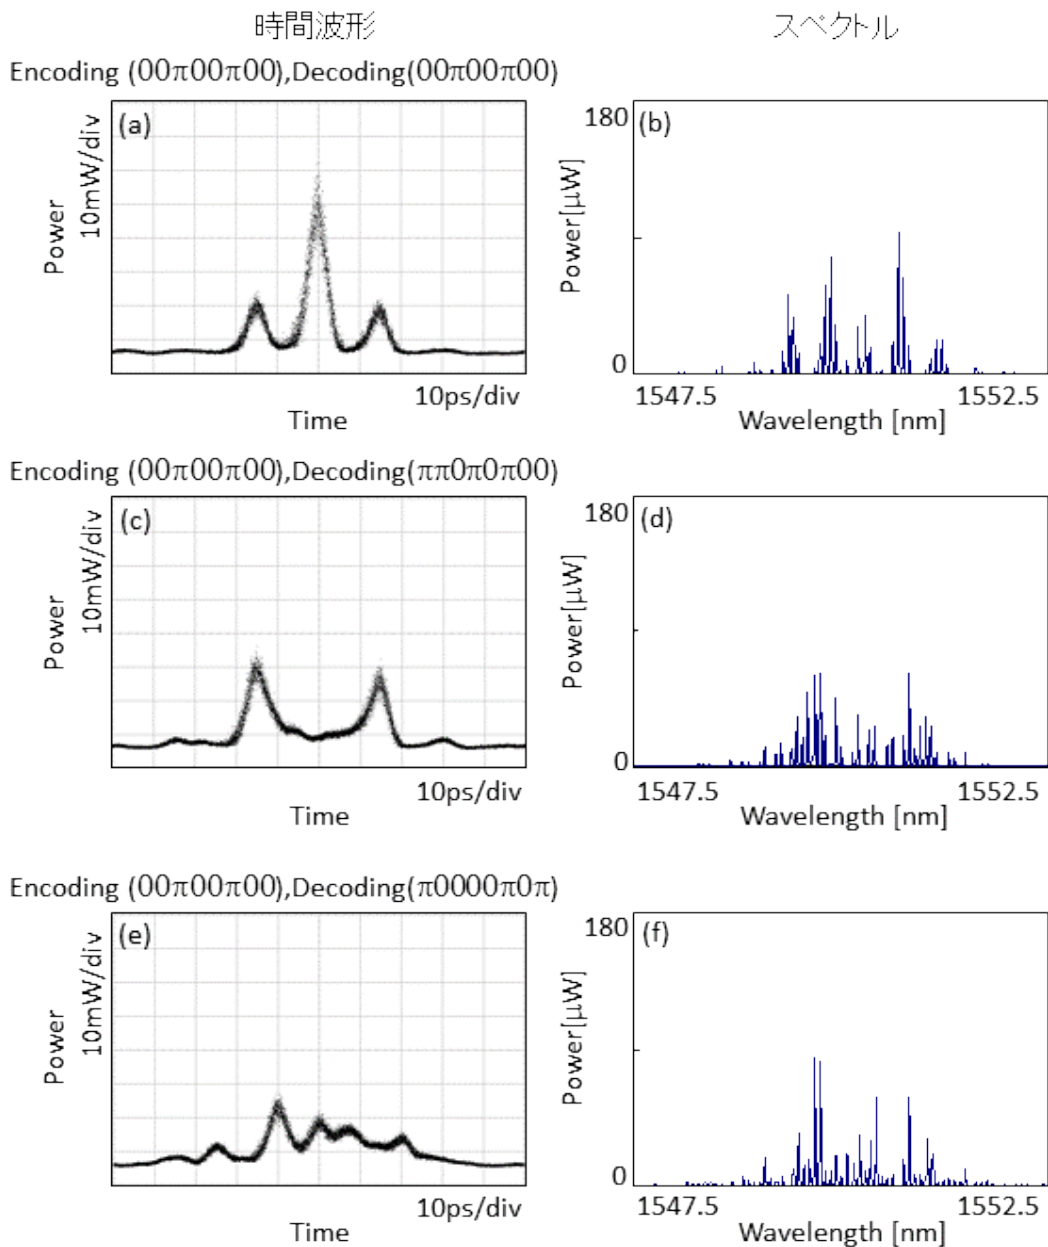 時間波形
スペクトル
Encoding (00π00π00),Decoding(00π00π00)
(a)
Power
10mW/div
10ps/div
Time
(b)
180
Power[μW]
0
1547.5
1552.5
Wavelength [nm]
Encoding (00π00π00),Decoding(ππ0π0π00)
(c)
Power
10mW/div
10ps/div
Time
(d)
180
Power[μW]
0
1547.5
1552.5
Wavelength [nm]
Encoding (00π00π00),Decoding(π0000π0π)
(e)
Power
10mW/div
10ps/div
Time
(f)
180
Power[μW]
0
1547.5
1552.5
Wavelength [nm]